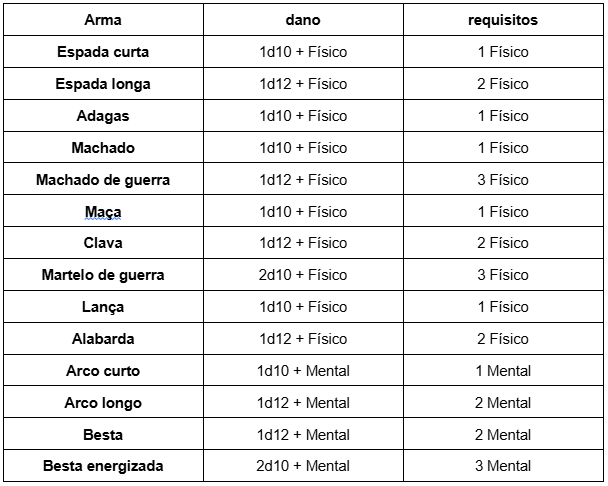 Arma dano requisitos
Espada curta 1d10 + Físico 1 Físico
Espada longa 1d12 + Físico 2 Físico
Adagas 1d10 + Físico 1 Físico
Machado 1d10 + Físico 1 Físico
Machado de guerra 1d12 + Físico 3 Físico
Maça 1d10 + Físico 1 Físico
Clava 1d12 + Físico 2 Físico
Martelo de guerra 2d10 + Físico 3 Físico
Lança 1d10 + Físico 1 Físico
Alabarda 1d12 + Físico 2 Físico
Arco curto 1d10 + Mental 1 Mental
Arco longo 1d12 + Mental 2 Mental
Besta 1d12 + Mental 2 Mental
Besta energizada 2d10 + Mental 3 Mental